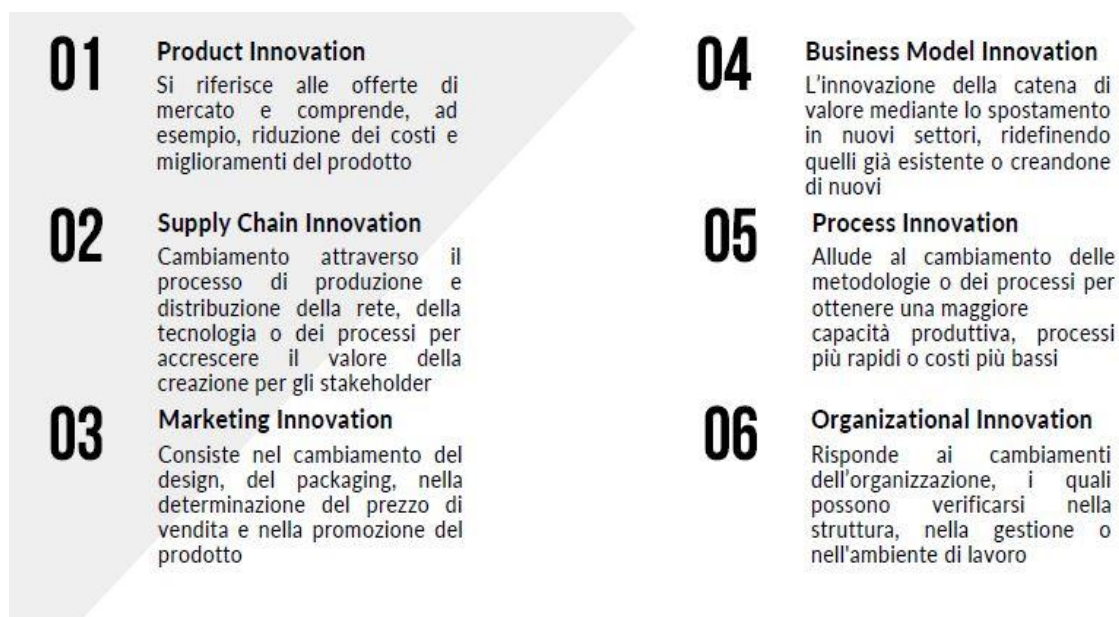 01
Product Innovation
Si riferisce alle offerte di
mercato e comprende, ad
esempio, riduzione dei costi e
miglioramenti del prodotto
02
Supply Chain Innovation
Cambiamento attraverso il
processo di produzione e
distribuzione della rete, della
tecnologia o dei processi per
accrescere il valore della
creazione per gli stakeholder
03
Marketing Innovation
Consiste nel cambiamento del
design, del packaging, nella
determinazione del prezzo di
vendita e nella promozione del
prodotto
04
Business Model Innovation
L'innovazione della catena di
valore mediante lo spostamento
in nuovi settori, ridefinendo
quelli già esistente o creandone
di nuovi
05
Process Innovation
Allude al cambiamento delle
metodologie o dei processi per
ottenere una maggiore
capacità produttiva, processi
più rapidi o costi più bassi
06
Organizational Innovation
Risponde ai cambiamenti
dell'organizzazione, i quali
possono verificarsi nella
struttura, nella gestione o
nell'ambiente di lavoro